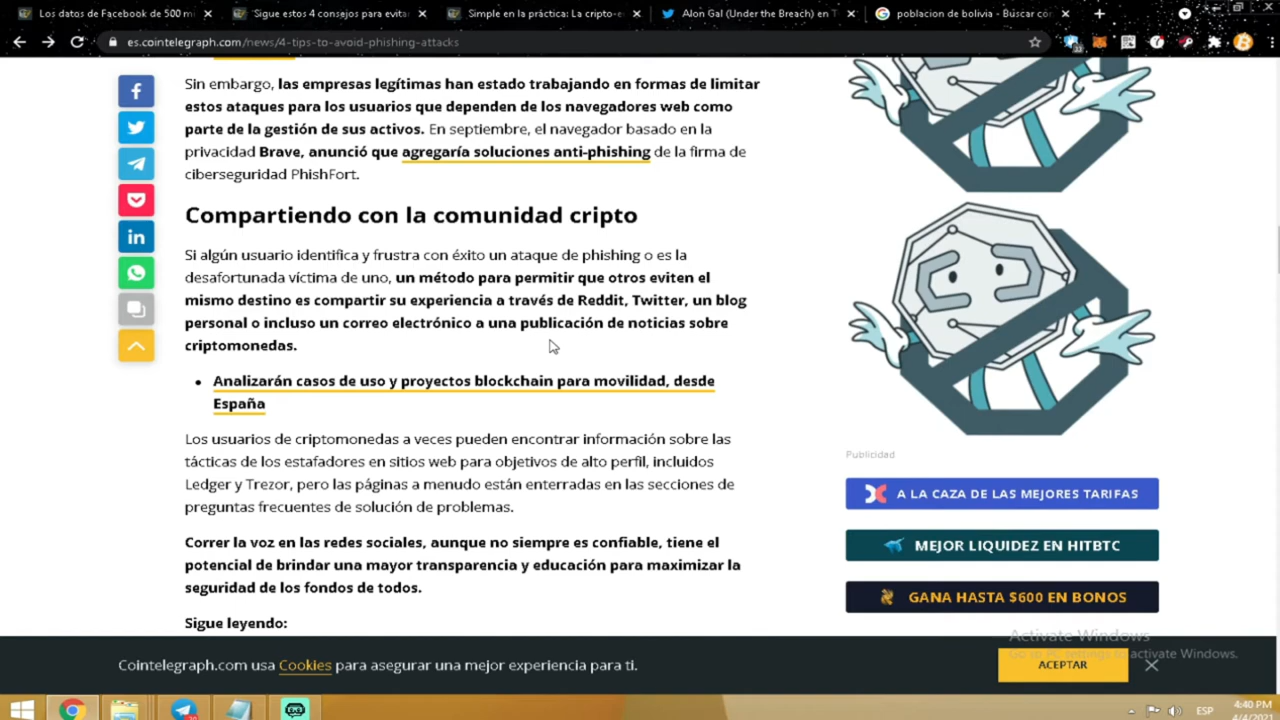 Los datos de Facebook de 500 m
Sigue estos 4 consejos para evita
Simple en la práctica: La cripto-e
Alon Gal (Under the Breach) en T
poblacion de bolivia - Buscar co
es.cointelegraph.com/news/4-tips-to-avoid-phishing-attacks
Sin embargo, las empresas legítimas han estado trabajando en formas de limitar
estos ataques para los usuarios que dependen de los navegadores web como
parte de la gestión de sus activos. En septiembre, el navegador basado en la
privacidad Brave, anunció que agregaría soluciones anti-phishing de la firma de
ciberseguridad PhishFort.
Compartiendo con la comunidad cripto
Si algún usuario identifica y frustra con éxito un ataque de phishing o es la
desafortunada víctima de uno, un método para permitir que otros eviten el
mismo destino es compartir su experiencia a través de Reddit, Twitter, un blog
personal o incluso un correo electrónico a una publicación de noticias sobre
criptomonedas.
Analizarán casos de uso y proyectos blockchain para movilidad, desde
España
Los usuarios de criptomonedas a veces pueden encontrar información sobre las
tácticas de los estafadores en sitios web para objetivos de alto perfil, incluidos
Ledger y Trezor, pero las páginas a menudo están enterradas en las secciones de
preguntas frecuentes de solución de problemas.
Correr la voz en las redes sociales, aunque no siempre es confiable, tiene el
potencial de brindar una mayor transparencia y educación para maximizar la
seguridad de los fondos de todos.
Sigue leyendo:
Publicidad
A LA CAZA DE LAS MEJORES TARIFAS
MEJOR LIQUIDEZ EN HITBTC
GANA HASTA $600 EN BONOS
Activate Windows
Go to PC settings to activate Windows.
Cointelegraph.com usa Cookies para asegurar una mejor experiencia para ti.
ACEPTAR
ESP
4:40 PM
4/4/2021